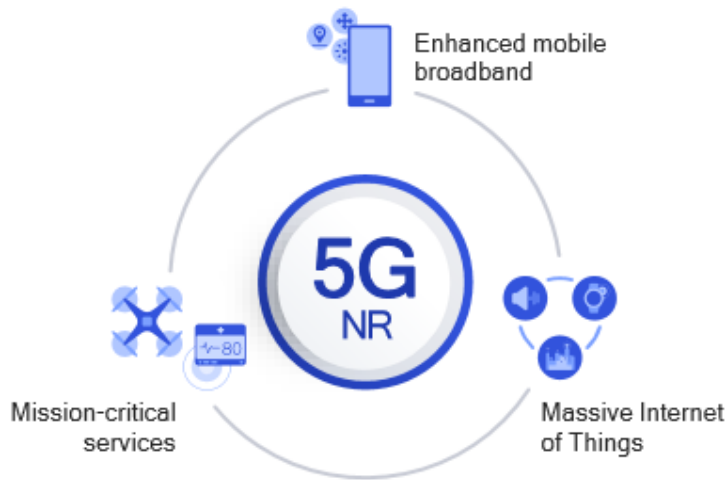 Enhanced mobile
broadband
5G
NR
80
Mission-critical
services
Massive Internet
of Things